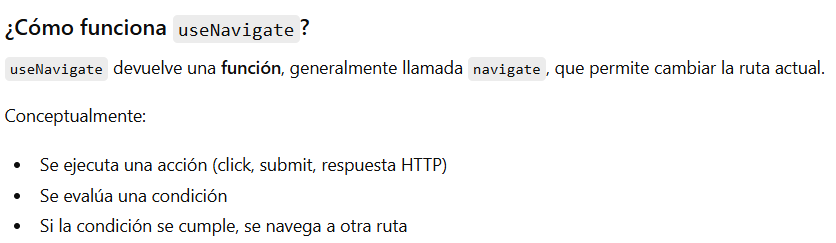 ¿Cómo funciona useNavigate?
useNavigate devuelve una función, generalmente llamada navigate, que permite cambiar la ruta actual.
Conceptualmente:
• Se ejecuta una acción (click, submit, respuesta HTTP)
• Se evalúa una condición
• Si la condición se cumple, se navega a otra ruta